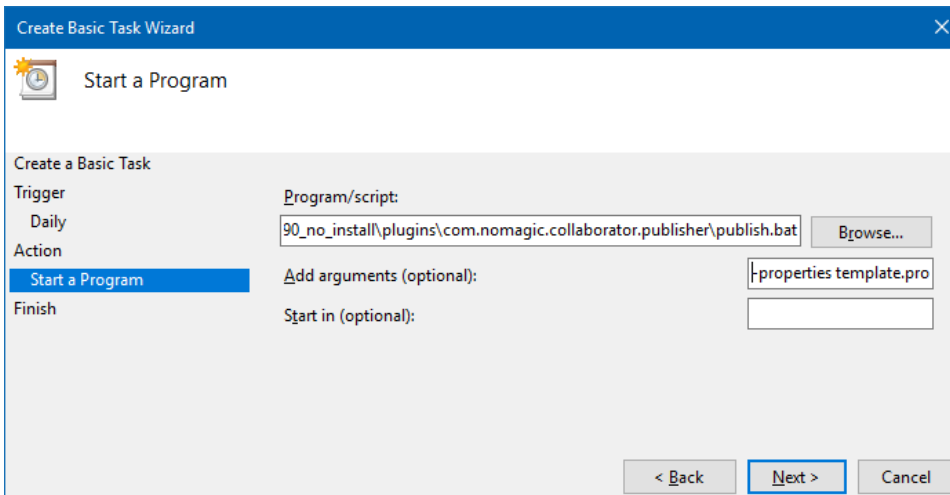 Create Basic Task Wizard
Start a Program
Create a Basic Task
Trigger
Daily
Action
Start a Program
Finish
Program/script:
90_no_install\plugins\com.nomagic.collaborator.publisher\publish.bat
Browse...
Add arguments (optional):
-properties template.pro
Start in (optional):
< Back
Next >
Cancel